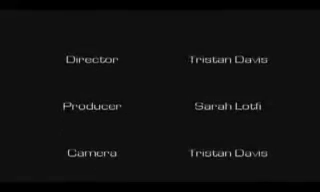 Director Tristan Davis
Producer Sarah Lotfi
Camera Tristan Davis